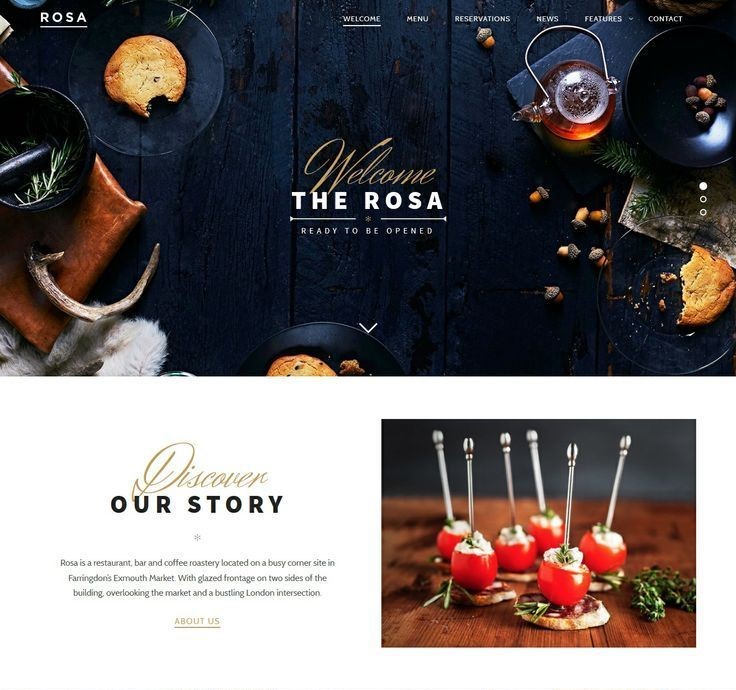 ROSA
WELCOME MENU RESERVATIONS NEWS FEATURES CONTACT
Welcome
THE ROSA
READY TO BE OPENED
Discover
OUR STORY
Rosa is a restaurant, bar and coffee roastery located on a busy corner site in
Farringdon's Exmouth Market. With glazed frontage on two sides of the
building, overlooking the market and a bustling London intersection.
ABOUT US